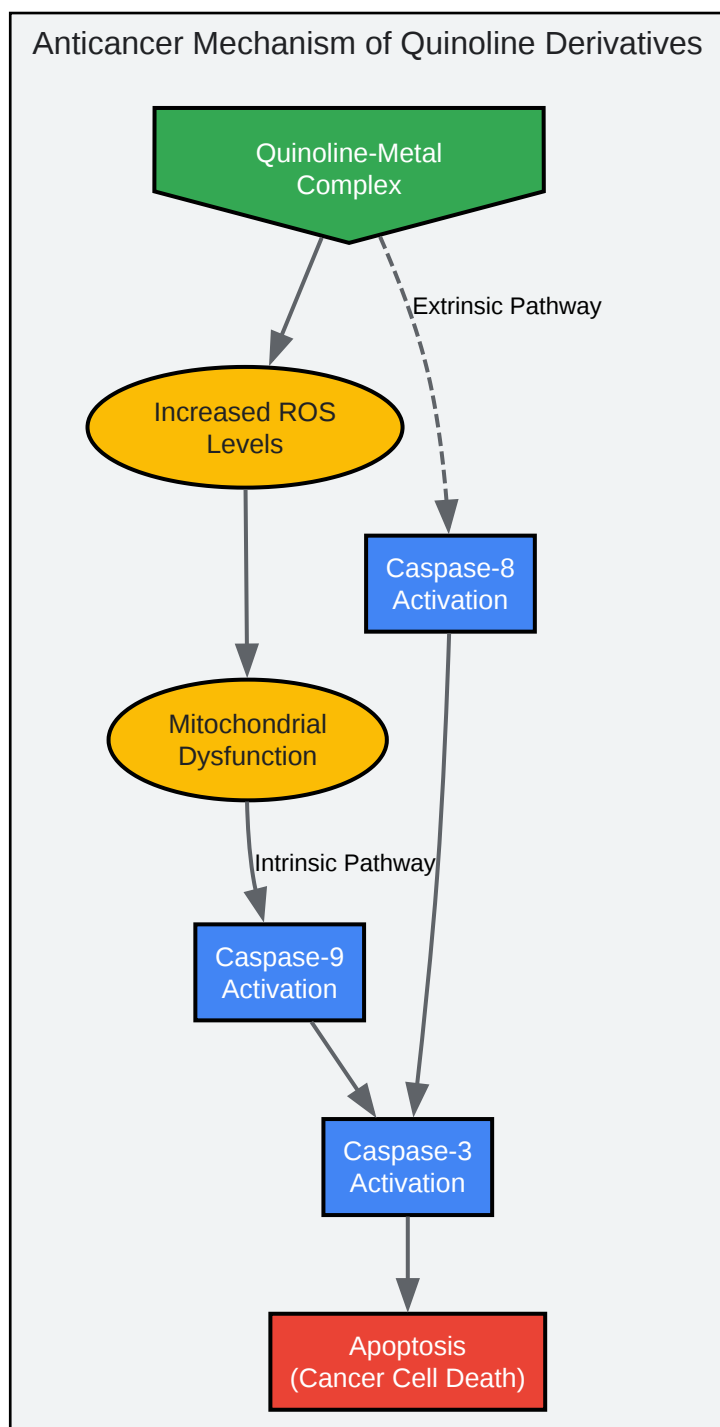 Anticancer Mechanism of Quinoline Derivatives
Quinoline-Metal
Complex
Extrinsic Pathway
Increased ROS
Levels
Caspase-8
Activation
Mitochondrial
Dysfunction
Intrinsic Pathway
Caspase-9
Activation
Caspase-3
Activation
Apoptosis
(Cancer Cell Death)